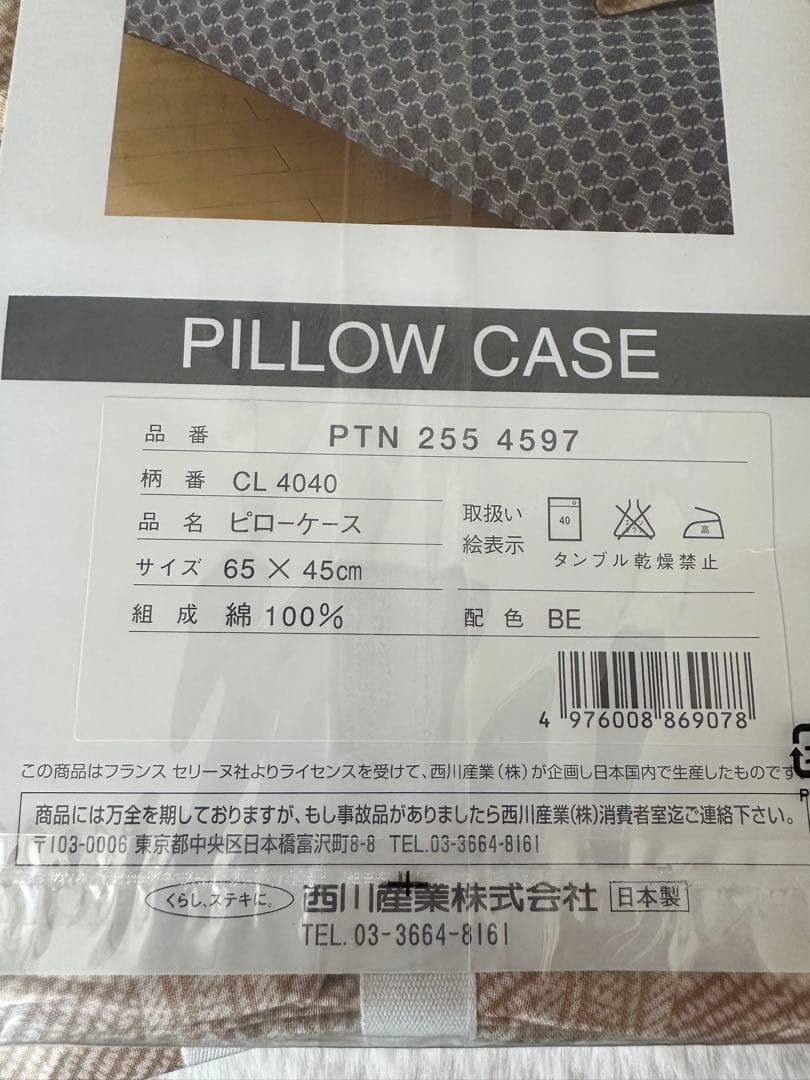 PILLOW CASE
品 番 PTN 255 4597
柄 番 CL 4040
品 名 ピローケース
サイズ 65 × 45cm
組 成 綿 100%
取扱い
絵表示
40
高
タンブル乾燥禁止
配 色 BE
4 976008 869078
この商品はフランス セリーヌ社よりライセンスを受けて、西川産業(株)が企画し日本国内で生産したものです
商品には万全を期しておりますが、もし事故品がありましたら西川産業(株)消費者室迄ご連絡下さい。
〒103-0006 東京都中央区日本橋富沢町8-8 TEL.03-3664-8161
くらし、ステキに。 西川産業株式会社 日本製
TEL. 03-3664-8161